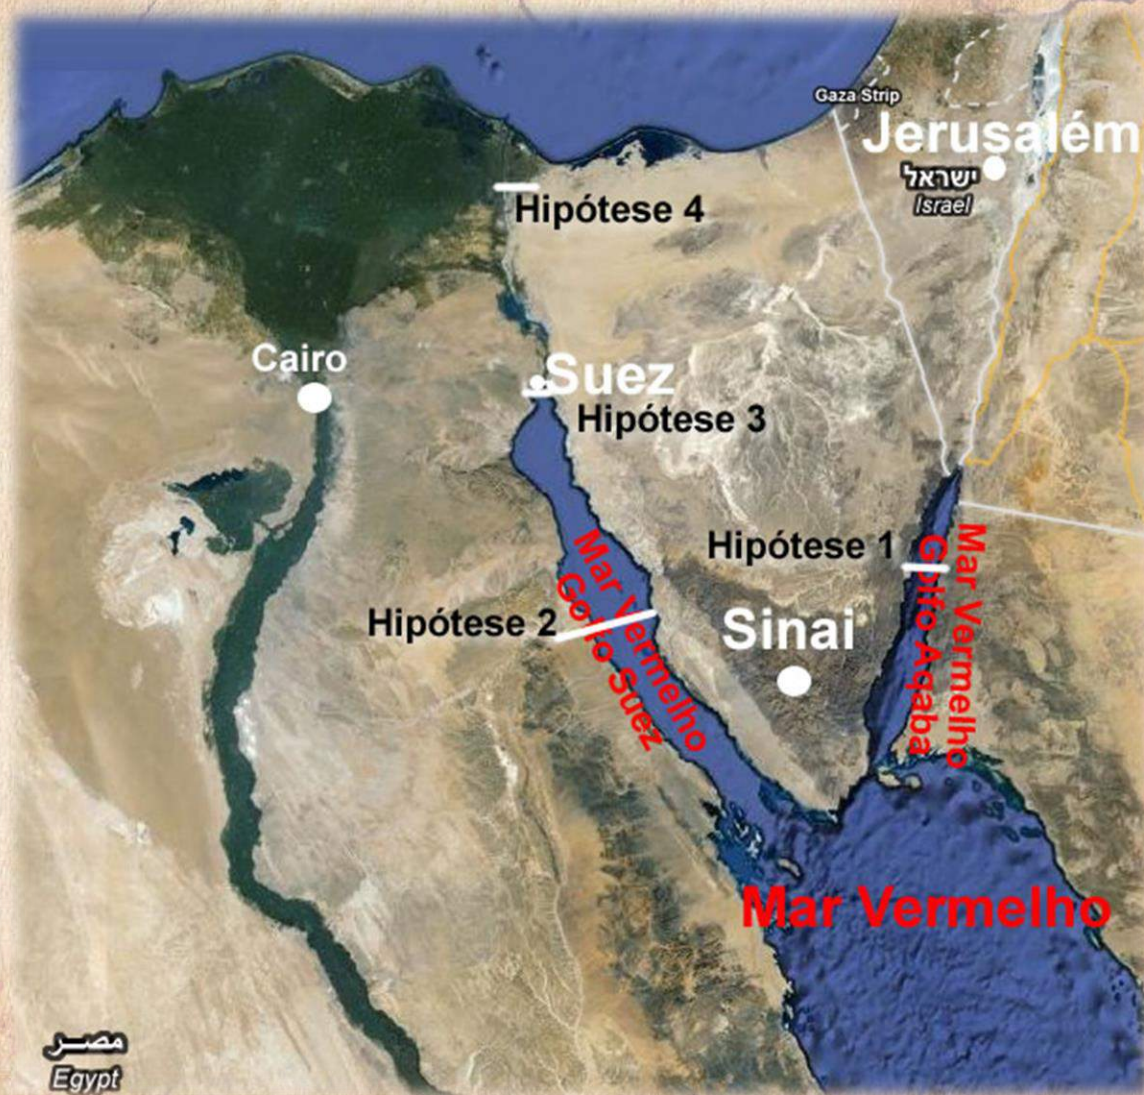 Gaza Strip
Jerusalém
ישראל
Israel
Hipótese 4
Cairo
Suez
Hipótese 3
Hipótese 1
Mar Vermelho
Golfo Suez
Mar Vermelho
Golfo Aqaba
Hipótese 2
Sinai
Mar Vermelho
مصر
Egypt